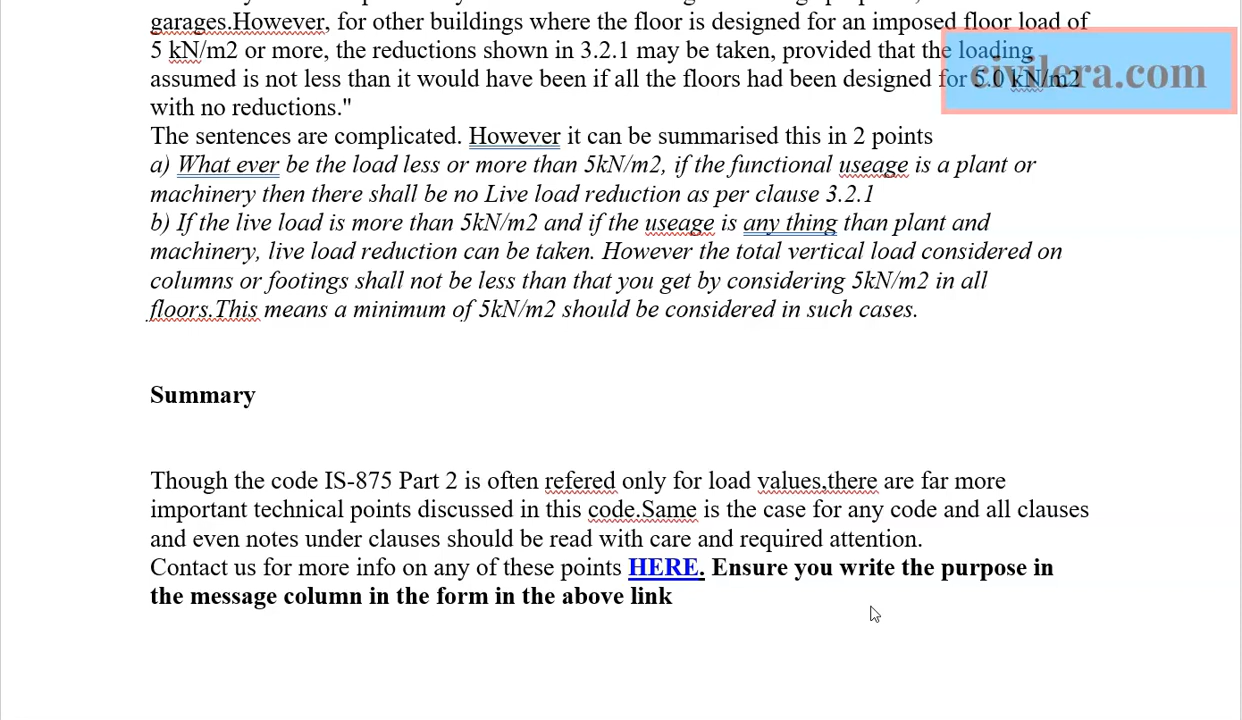 garages.However, for other buildings where the floor is designed for an imposed floor load of
5 kN/m2 or more, the reductions shown in 3.2.1 may be taken, provided that the loading
assumed is not less than it would have been if all the floors had been designed for 5.0 kN/m2
with no reductions."
civilera.com
The sentences are complicated. However it can be summarised this in 2 points
a) What ever be the load less or more than 5kN/m2, if the functional useage is a plant or
machinery then there shall be no Live load reduction as per clause 3.2.1
b) If the live load is more than 5kN/m2 and if the useage is any thing than plant and
machinery, live load reduction can be taken. However the total vertical load considered on
columns or footings shall not be less than that you get by considering 5kN/m2 in all
floors.This means a minimum of 5kN/m2 should be considered in such cases.
Summary
Though the code IS-875 Part 2 is often refered only for load values,there are far more
important technical points discussed in this code.Same is the case for any code and all clauses
and even notes under clauses should be read with care and required attention.
Contact us for more info on any of these points HERE. Ensure you write the purpose in
the message column in the form in the above link